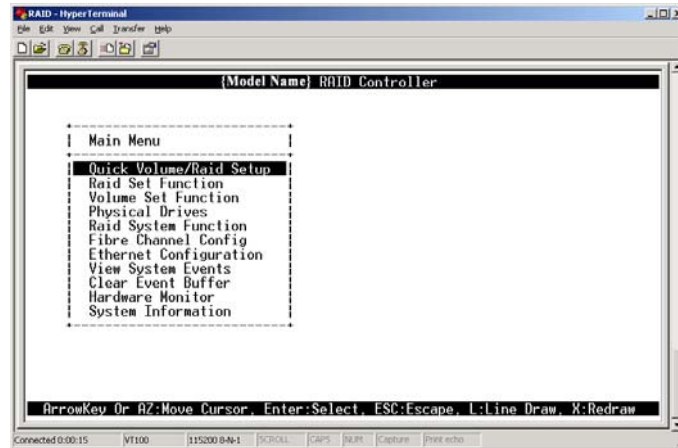 RAID - HyperTerminal
File Edit View Call Transfer Help
{Model Name} RAID Controller
Main Menu
Quick Volume/Raid Setup
Raid Set Function
Volume Set Function
Physical Drives
Raid System Function
Fibre Channel Config
Ethernet Configuration
View System Events
Clear Event Buffer
Hardware Monitor
System Information
ArrowKey Or AZ:Move Cursor, Enter:Select, ESC:Escape, L:Line Draw, X:Redraw
Connected 0:00:15 VT100 115200 8-N-1 SCROLL CAPS NUM Capture Print echo